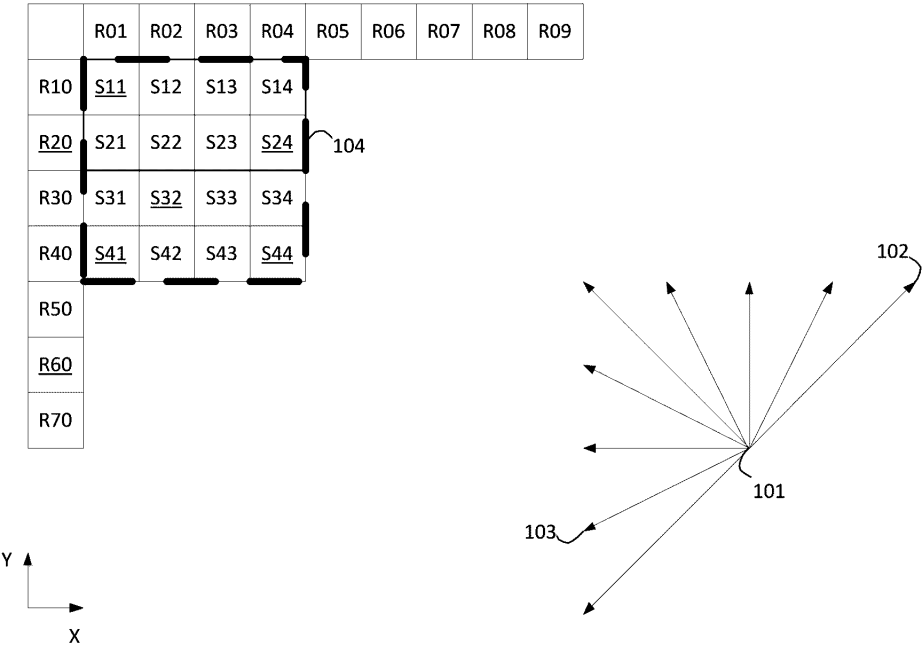 R01 R02 R03 R04 R05 R06 R07 R08 R09
R10 S11 S12 S13 S14
R20 S21 S22 S23 S24 104
R30 S31 S32 S33 S34
R40 S41 S42 S43 S44 102
R50
R60
R70
101
103
Y
X